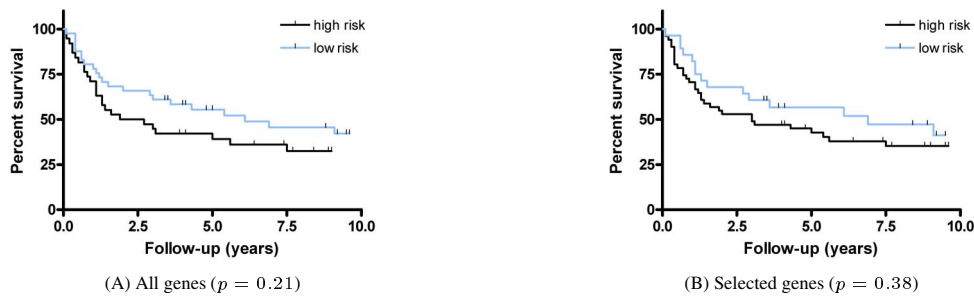 100
75
50
25
0
Percent survival
high risk
low risk
0.0 2.5 5.0 7.5 10.0
Follow-up (years)
(A) All genes (p = 0.21)
100
75
50
25
0
Percent survival
high risk
low risk
0.0 2.5 5.0 7.5 10.0
Follow-up (years)
(B) Selected genes (p = 0.38)